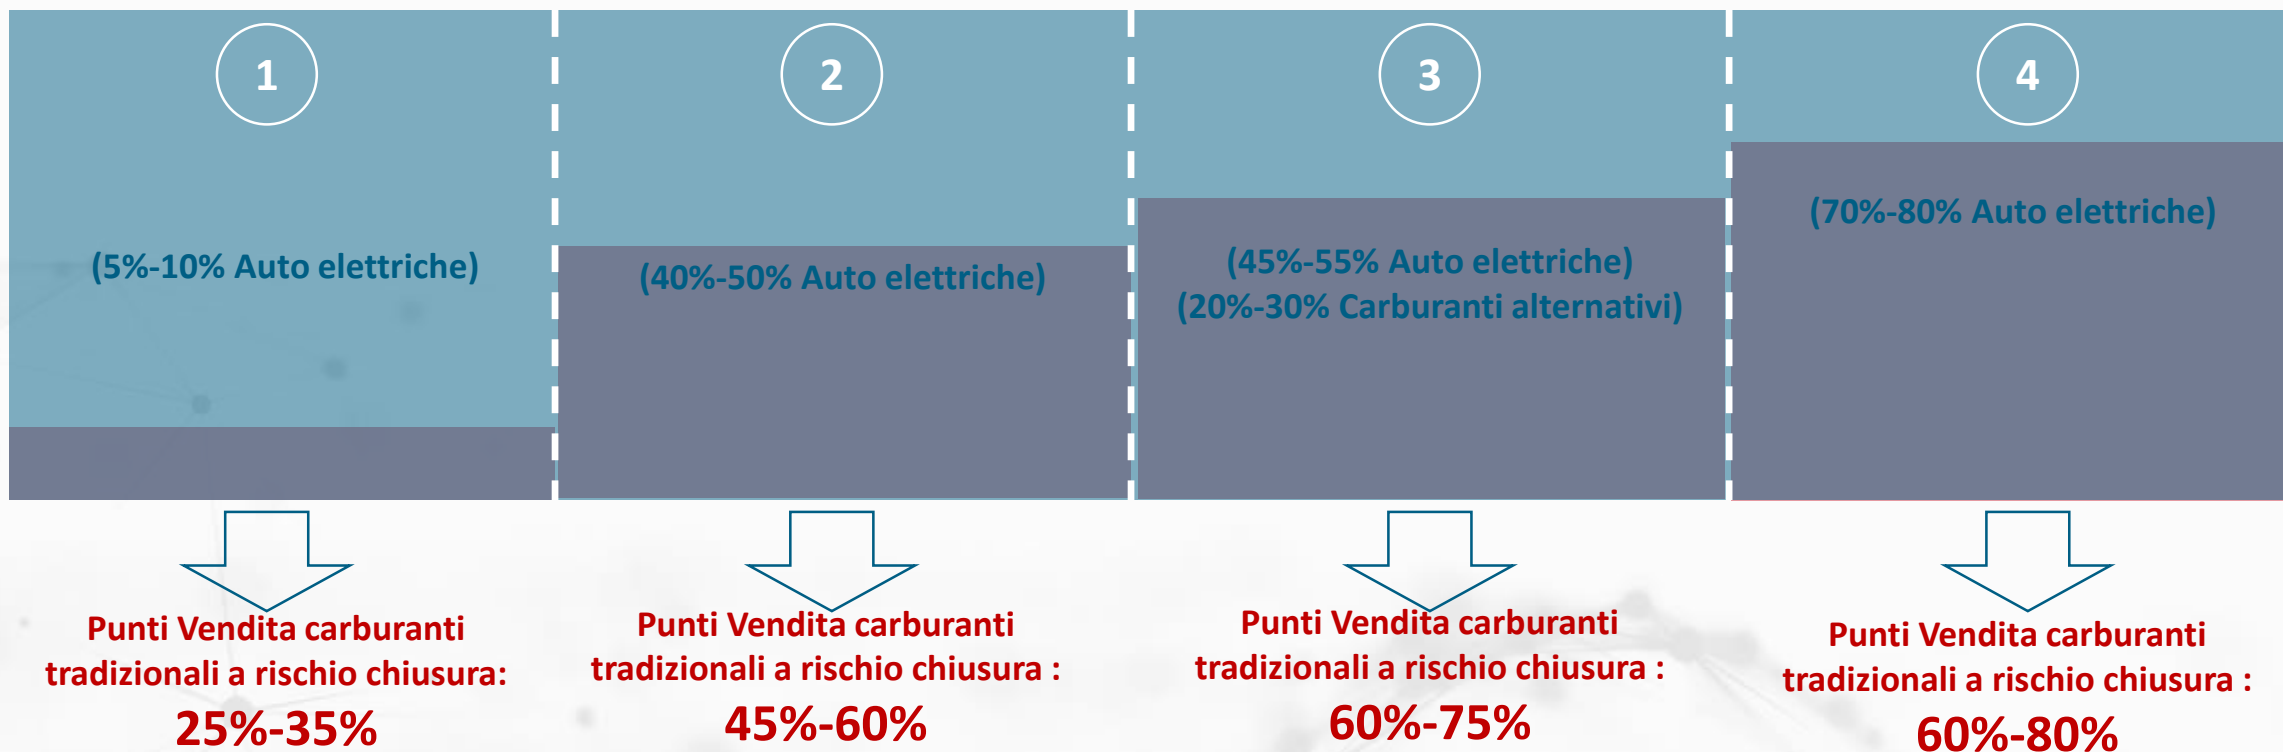 1
(5%-10% Auto elettriche)
Punti Vendita carburanti
tradizionali a rischio chiusura:
25%-35%
2
(40%-50% Auto elettriche)
Punti Vendita carburanti
tradizionali a rischio chiusura :
45%-60%
3
(45%-55% Auto elettriche)
(20%-30% Carburanti alternativi)
Punti Vendita carburanti
tradizionali a rischio chiusura :
60%-75%
4
(70%-80% Auto elettriche)
Punti Vendita carburanti
tradizionali a rischio chiusura :
60%-80%